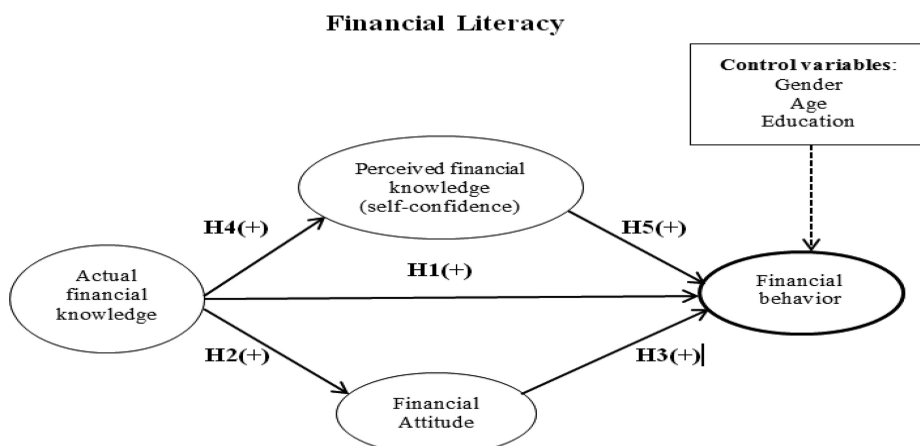 Financial Literacy
Control variables:
Gender
Age
Education
Perceived financial
knowledge
(self-confidence)
H4(+)
H5(+)
H1(+)
Actual
financial
knowledge
Financial
behavior
H2(+)
H3(+)
Financial
Attitude